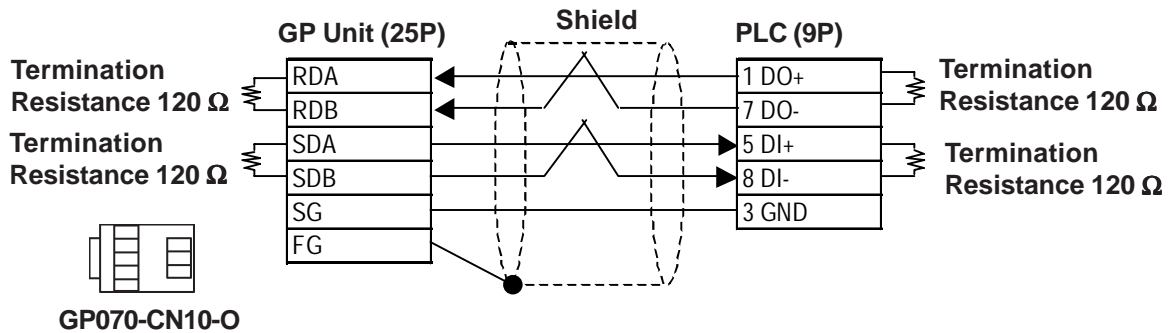 Shield
GP Unit (25P)
PLC (9P)
Termination
Resistance 120 Ω
Termination
Resistance 120 Ω
RDA
RDB
SDA
SDB
SG
FG
1 DO+
7 DO-
5 DI+
8 DI-
3 GND
Termination
Resistance 120 Ω
Termination
Resistance 120 Ω
GP070-CN10-O